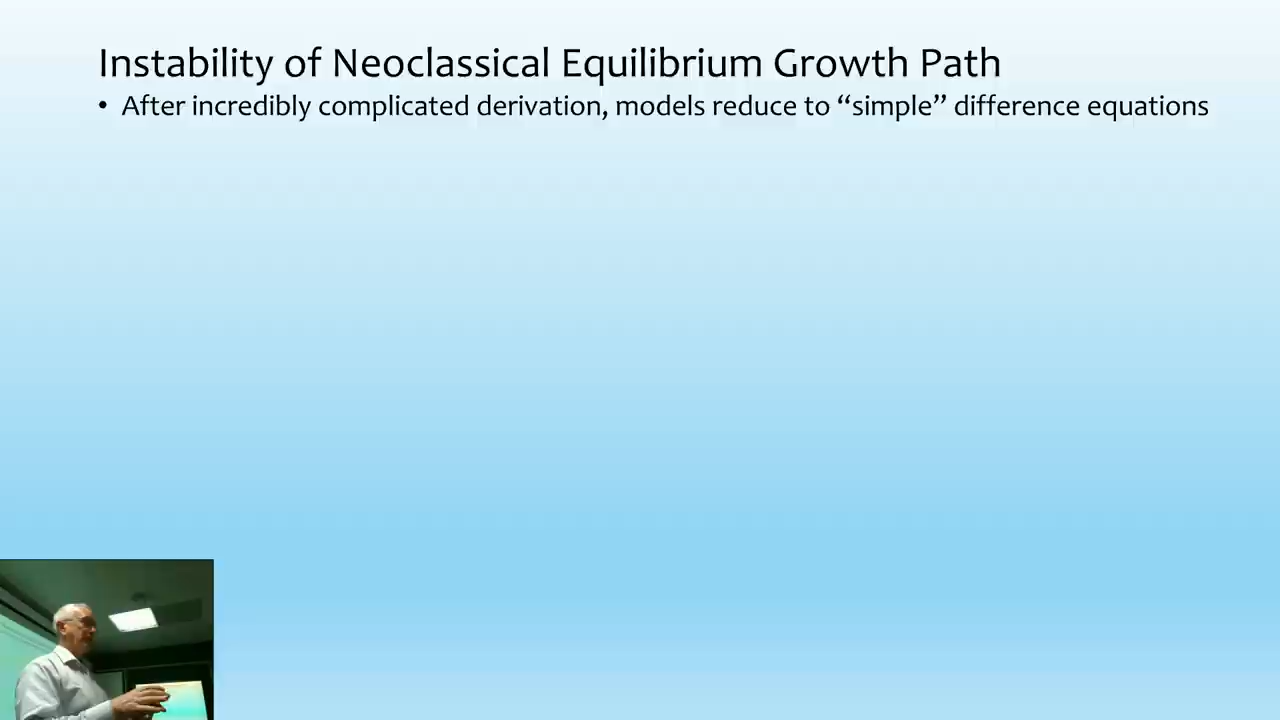 Instability of Neoclassical Equilibrium Growth Path
• After incredibly complicated derivation, models reduce to “simple” difference equations